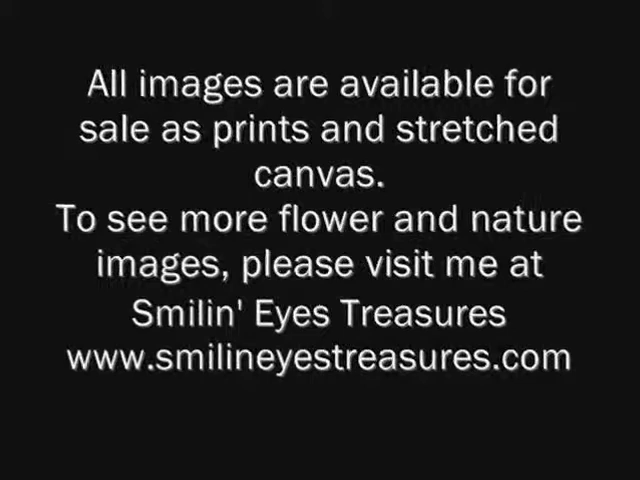 All images are available for
sale as prints and stretched
canvas.
To see more flower and nature
images, please visit me at
Smilin' Eyes Treasures
www.smilineyestreasures.com